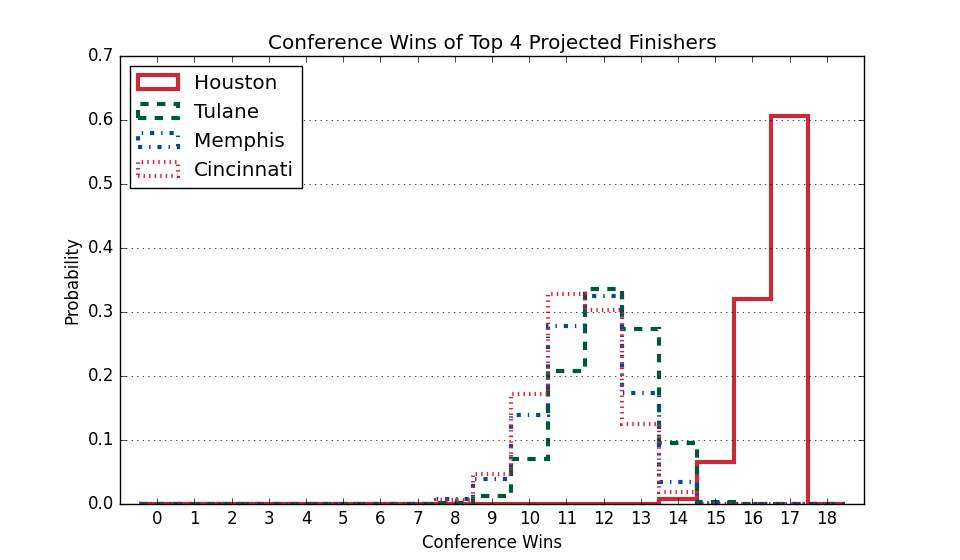 Conference Wins of Top 4 Projected Finishers
Houston
Tulane
Memphis
Cincinnati
Probability
0.7
0.6
0.5
0.4
0.3
0.2
0.1
0.0
0 1 2 3 4 5 6 7 8 9 10 11 12 13 14 15 16 17 18
Conference Wins